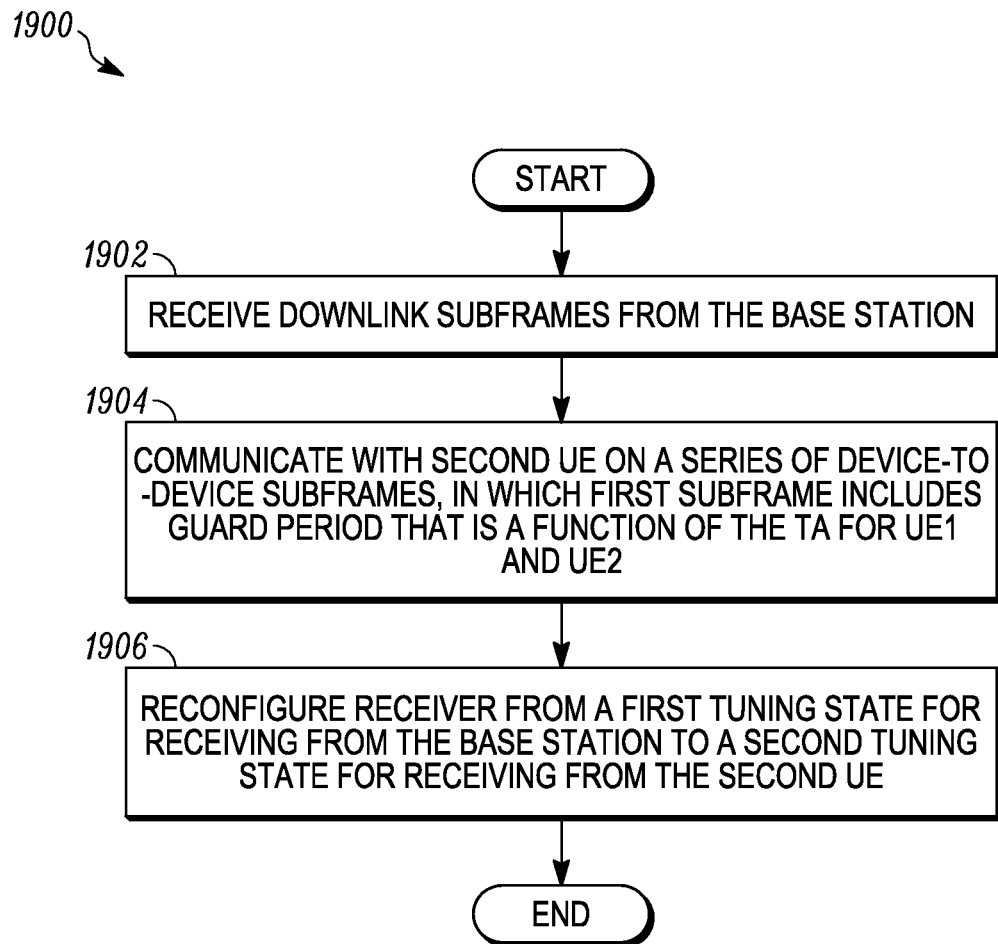 1900
START
1902
RECEIVE DOWNLINK SUBFRAMES FROM THE BASE STATION
1904
COMMUNICATE WITH SECOND UE ON A SERIES OF DEVICE-TO
-DEVICE SUBFRAMES, IN WHICH FIRST SUBFRAME INCLUDES
GUARD PERIOD THAT IS A FUNCTION OF THE TA FOR UE1
AND UE2
1906
RECONFIGURE RECEIVER FROM A FIRST TUNING STATE FOR
RECEIVING FROM THE BASE STATION TO A SECOND TUNING
STATE FOR RECEIVING FROM THE SECOND UE
END